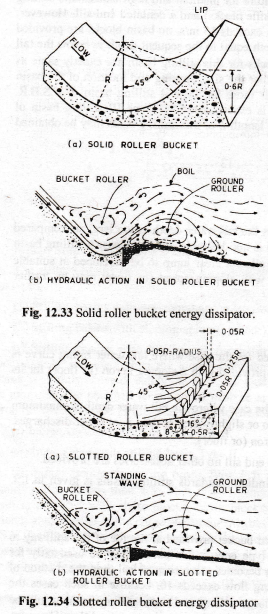 LIP
FLOW
R
45°
1:1
0·6R
(a) SOLID ROLLER BUCKET
BUCKET ROLLER
BOIL
GROUND
ROLLER
(b) HYDRAULIC ACTION IN SOLID ROLLER BUCKET
Fig. 12.33 Solid roller bucket energy dissipator.
0·05R
0·05R=RADIUS
0·125R
0·05R
FLOW
R
45°
16°
8°
0·5R
(a) SLOTTED ROLLER BUCKET
STANDING
WAVE
BUCKET
ROLLER
GROUND
ROLLER
(b) HYDRAULIC ACTION IN SLOTTED
ROLLER BUCKET
Fig. 12.34 Slotted roller bucket energy dissipator